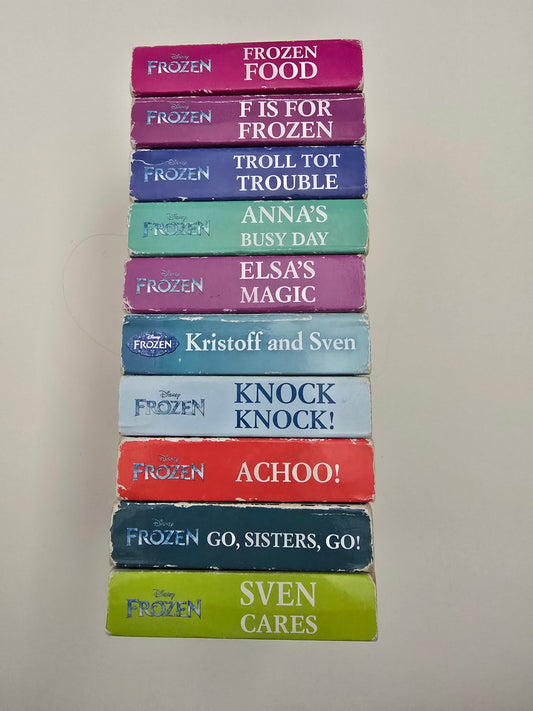 Disney
FROZEN
FROZEN
FOOD
Disney
FROZEN
F IS FOR
FROZEN
Disney
FROZEN
TROLL TOT
TROUBLE
Disney
FROZEN
ANNA'S
BUSY DAY
Disney
FROZEN
ELSA'S
MAGIC
Disney
FROZEN
Kristoff and Sven
Disney
FROZEN
KNOCK
KNOCK!
Disney
FROZEN
ACHOO!
Disney
FROZEN
GO, SISTERS, GO!
Disney
FROZEN
SVEN
CARES